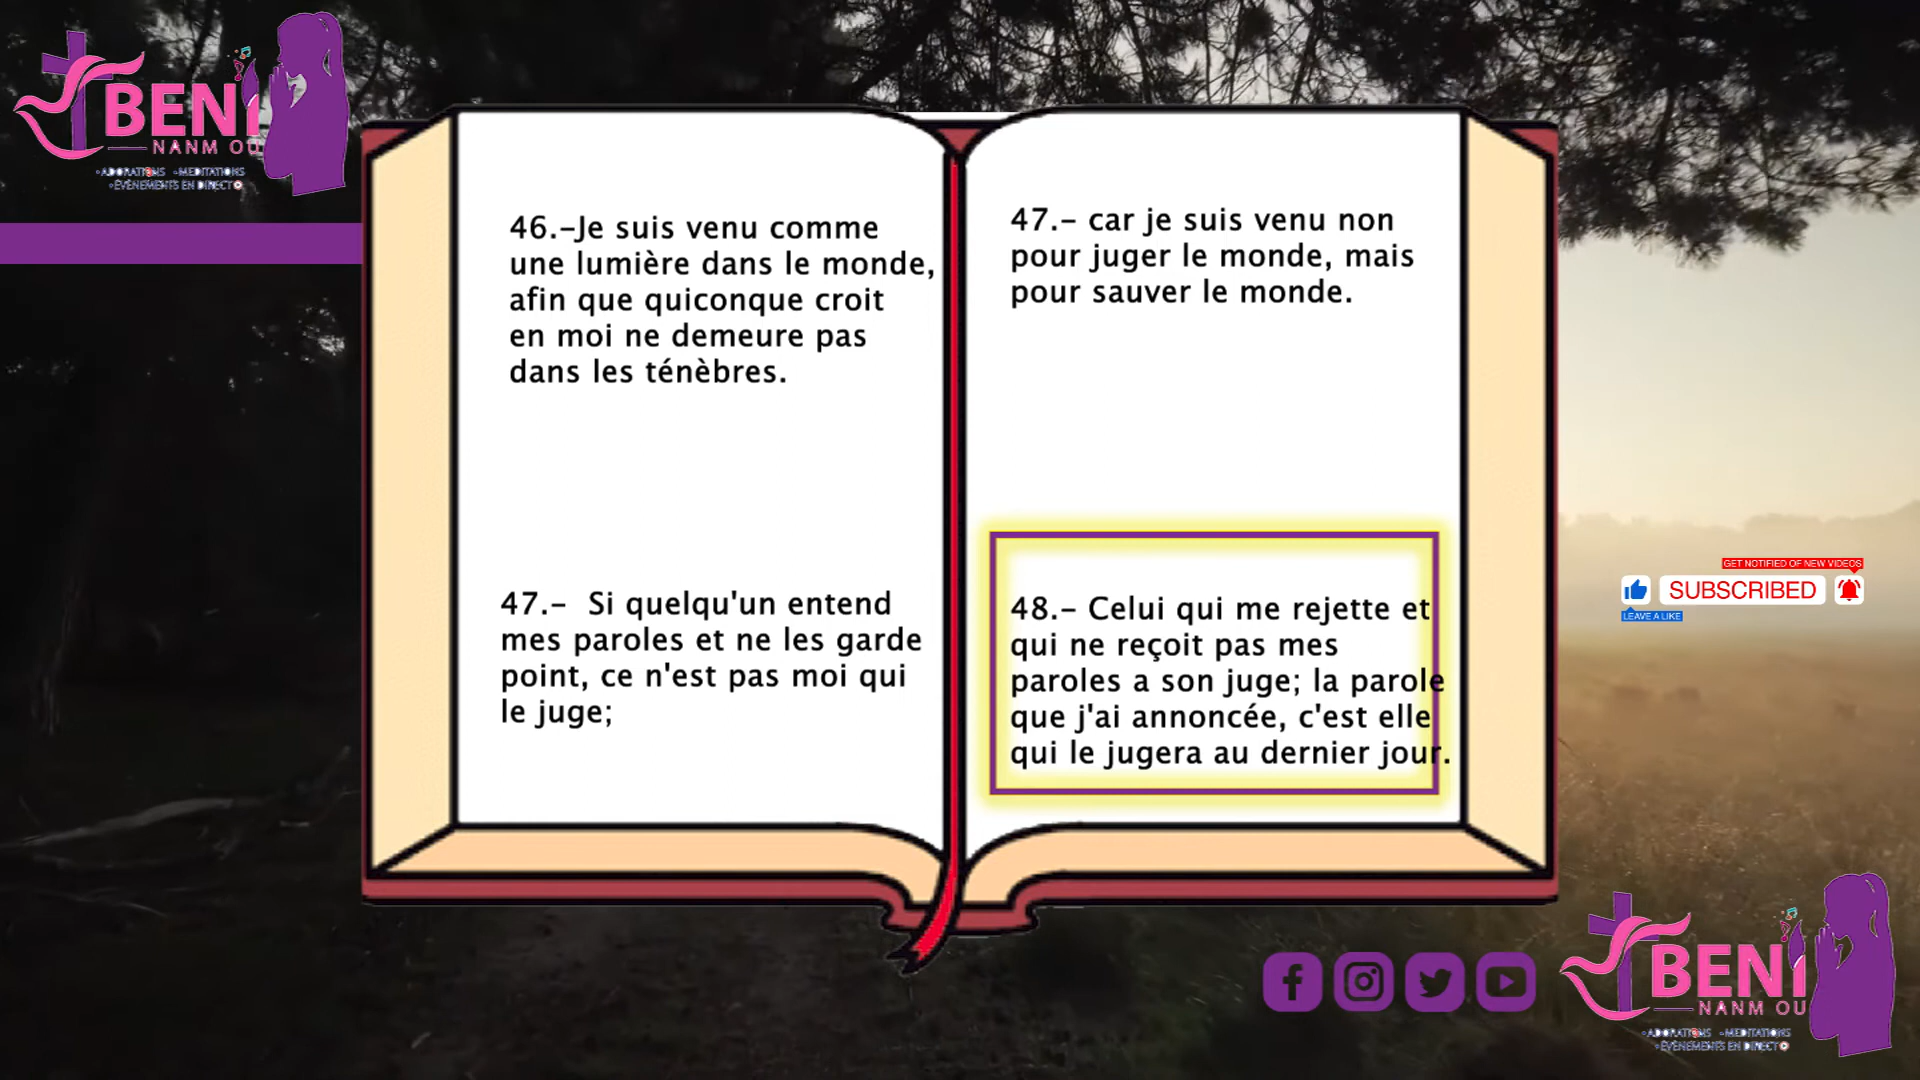 BENI
NANM OU
•ADORATIONS •MEDITATIONS
•ÉVÈNEMENTS EN DIRECT
46.-Je suis venu comme
une lumière dans le monde,
afin que quiconque croit
en moi ne demeure pas
dans les ténèbres.
47.- Si quelqu'un entend
mes paroles et ne les garde
point, ce n'est pas moi qui
le juge;
47.- car je suis venu non
pour juger le monde, mais
pour sauver le monde.
48.- Celui qui me rejette et
qui ne reçoit pas mes
paroles a son juge; la parole
que j'ai annoncée, c'est elle
qui le jugera au dernier jour.
GET NOTIFIED OF NEW VIDEOS
SUBSCRIBED
LEAVE A LIKE
BENI
NANM OU
•ADORATIONS •MEDITATIONS
•ÉVÈNEMENTS EN DIRECT